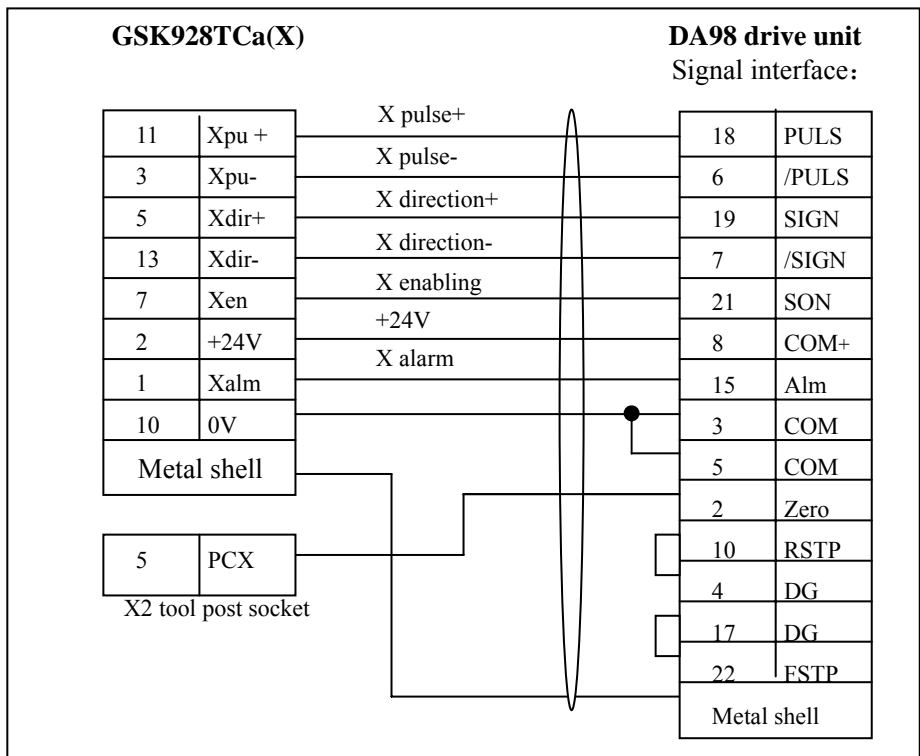 GSK928TCa(X)
DA98 drive unit
Signal interface：
11 Xpu +
3 Xpu-
5 Xdir+
13 Xdir-
7 Xen
2 +24V
1 Xalm
10 0V
Metal shell
5 PCX
X2 tool post socket
X pulse+
X pulse-
X direction+
X direction-
X enabling
+24V
X alarm
18 PULS
6 /PULS
19 SIGN
7 /SIGN
21 SON
8 COM+
15 Alm
3 COM
5 COM
2 Zero
10 RSTP
4 DG
17 DG
22 FSTP
Metal shell